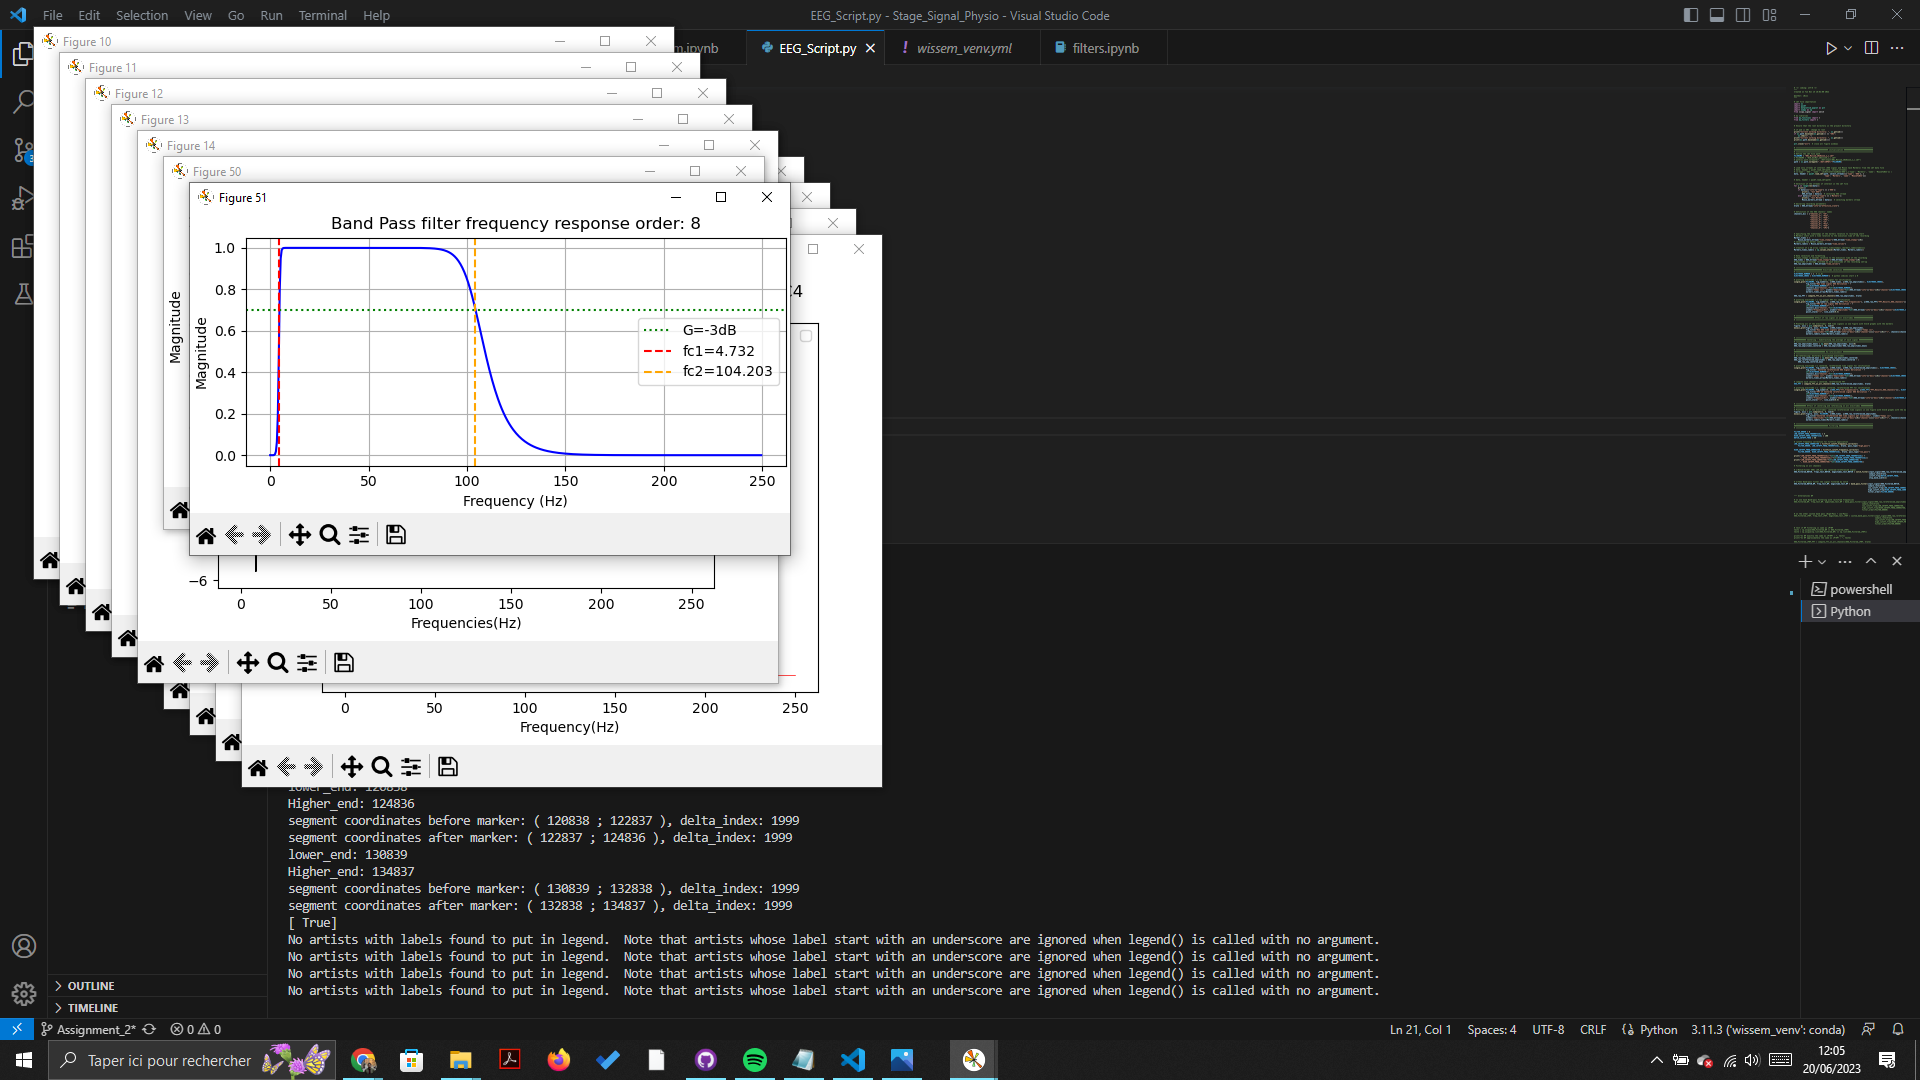 File Edit Selection View Go Run Terminal Help
EEG_Script.py - Stage_Signal_Physio - Visual Studio Code
m.ipynb
EEG_Script.py
! wissem_venv.yml
filters.ipynb
Figure 10
Figure 11
Figure 12
Figure 13
Figure 14
Figure 50
Figure 51
Band Pass filter frequency response order: 8
Magnitude
Magnitude
1.0
0.8
0.6
0.4
0.2
0.0
G=-3dB
fc1=4.732
fc2=104.203
0 50 100 150 200 250
Frequency (Hz)
−6
0 50 100 150 200 250
Frequencies(Hz)
0 50 100 150 200 250
Frequency(Hz)
powershell
Python
lower_end: 120838
Higher_end: 124836
segment coordinates before marker: ( 120838 ; 122837 ), delta_index: 1999
segment coordinates after marker: ( 122837 ; 124836 ), delta_index: 1999
lower_end: 130839
Higher_end: 134837
segment coordinates before marker: ( 130839 ; 132838 ), delta_index: 1999
segment coordinates after marker: ( 132838 ; 134837 ), delta_index: 1999
[ True]
No artists with labels found to put in legend.  Note that artists whose label start with an underscore are ignored when legend() is called with no argument.
No artists with labels found to put in legend.  Note that artists whose label start with an underscore are ignored when legend() is called with no argument.
No artists with labels found to put in legend.  Note that artists whose label start with an underscore are ignored when legend() is called with no argument.
No artists with labels found to put in legend.  Note that artists whose label start with an underscore are ignored when legend() is called with no argument.
OUTLINE
TIMELINE
Assignment_2* 0 0
Ln 21, Col 1 Spaces: 4 UTF-8 CRLF Python 3.11.3 ('wissem_venv': conda)
Taper ici pour rechercher
12:05
20/06/2023